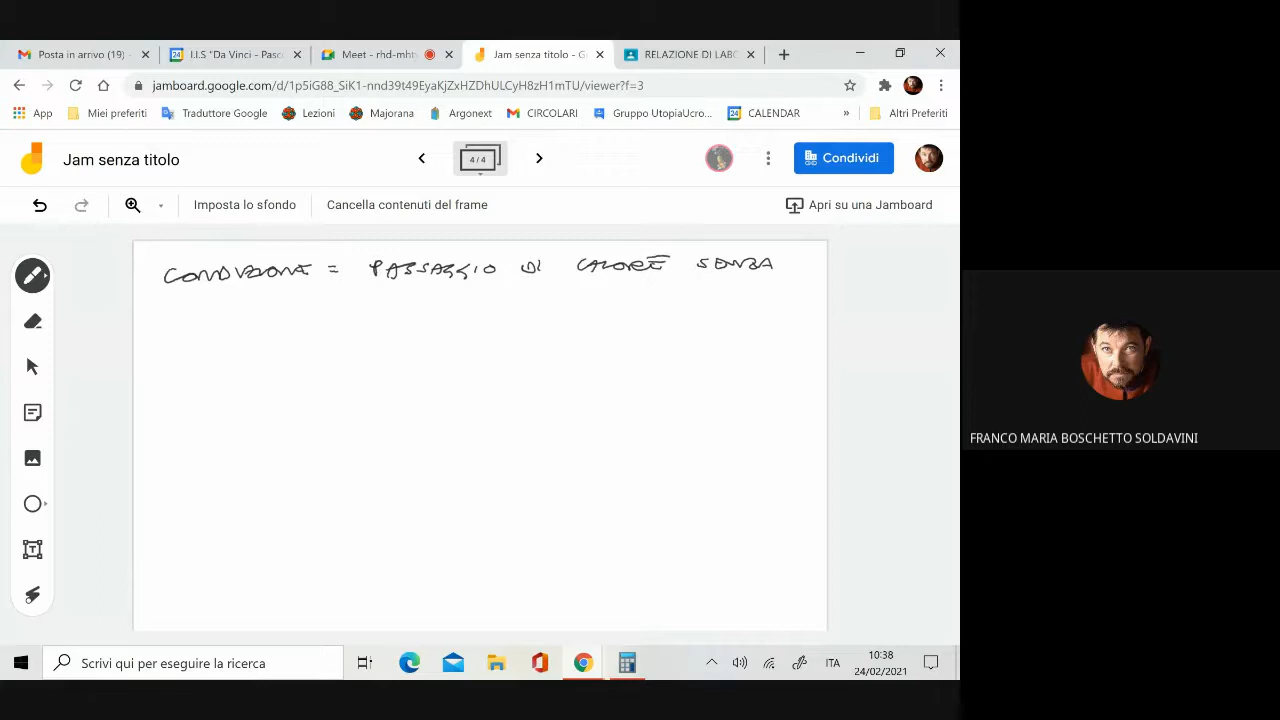 Posta in arrivo (19) -
I.I.S "Da Vinci - Pasco
Meet - rhd-mht
Jam senza titolo - G
RELAZIONE DI LABO
jamboard.google.com/d/1p5iG88_SiK1-nnd39t49EyaKjZxHZDhULCyH8zH1mTU/viewer?f=3
App
Miei preferiti
Traduttore Google
Lezioni
Majorana
Argonext
CIRCOLARI
Gruppo UtopiaUcro...
CALENDAR
»
Altri Preferiti
Jam senza titolo
4 / 4
Condividi
Imposta lo sfondo
Cancella contenuti del frame
Apri su una Jamboard
CONDUZIONE = PASSAGGIO DI CALORE SENZA
FRANCO MARIA BOSCHETTO SOLDAVINI
Scrivi qui per eseguire la ricerca
ITA
10:38
24/02/2021